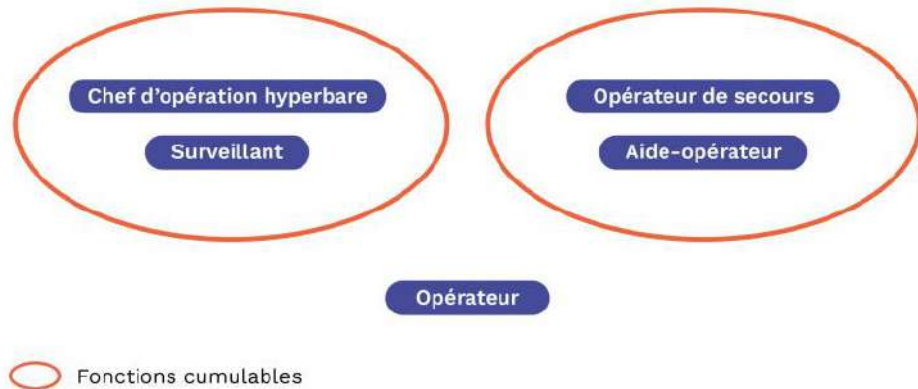 Chef d'opération hyperbare
Surveillant
Opérateur de secours
Aide-opérateur
Opérateur
Fonctions cumulables